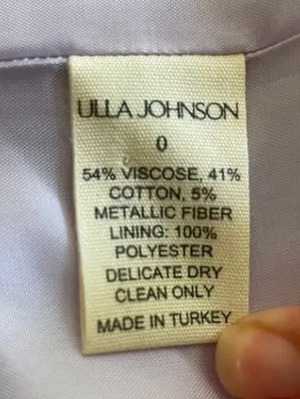 ULLA JOHNSON
0
54% VISCOSE, 41%
COTTON, 5%
METALLIC FIBER
LINING: 100%
POLYESTER
DELICATE DRY
CLEAN ONLY
MADE IN TURKEY